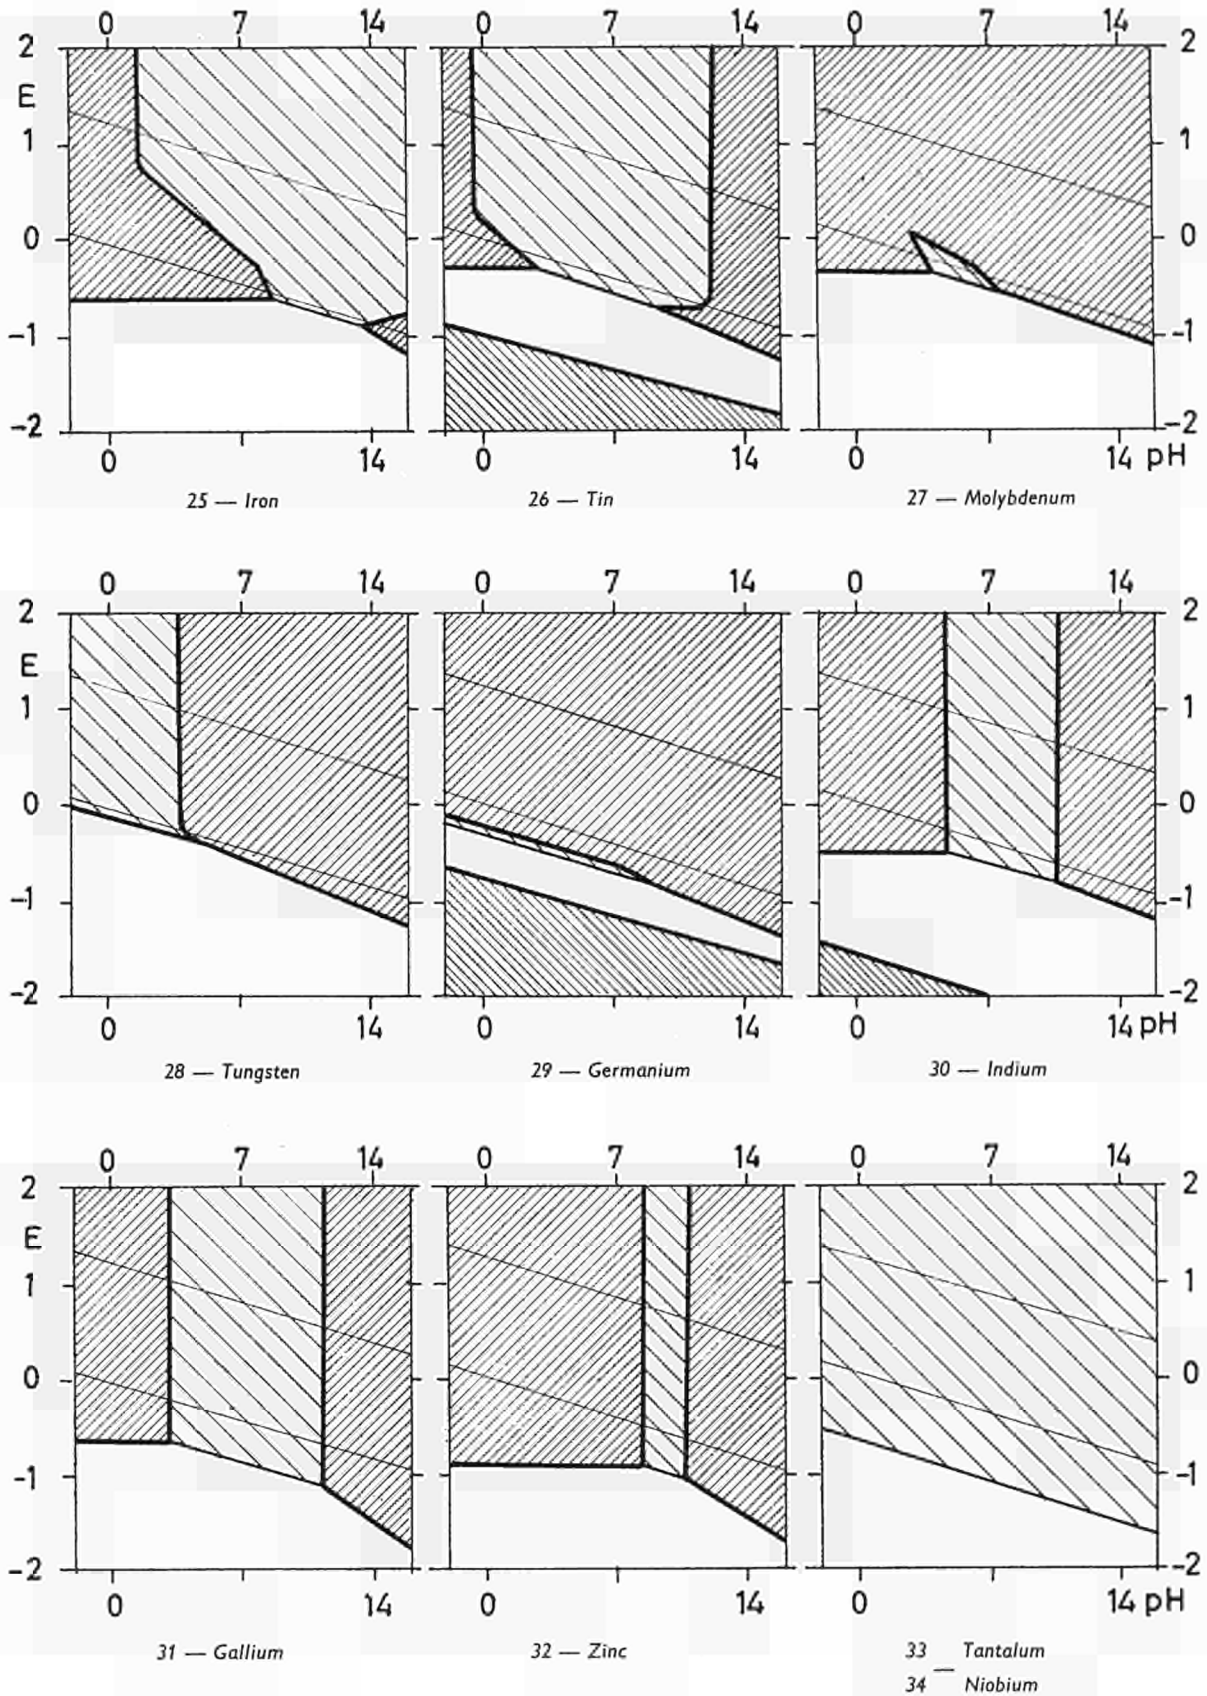 0 7 14 0 7 14 0 7 14
2 2
E
1 1
0 0
-1 -1
-2 -2
0 14 0 14 0 14 pH
25 — Iron 26 — Tin 27 — Molybdenum
0 7 14 0 7 14 0 7 14
2 2
E
1 1
0 0
-1 -1
-2 -2
0 14 0 14 0 14 pH
28 — Tungsten 29 — Germanium 30 — Indium
0 7 14 0 7 14 0 7 14
2 2
E
1 1
0 0
-1 -1
-2 -2
0 14 0 14 0 14 pH
31 — Gallium 32 — Zinc 33 Tantalum
—
34 Niobium